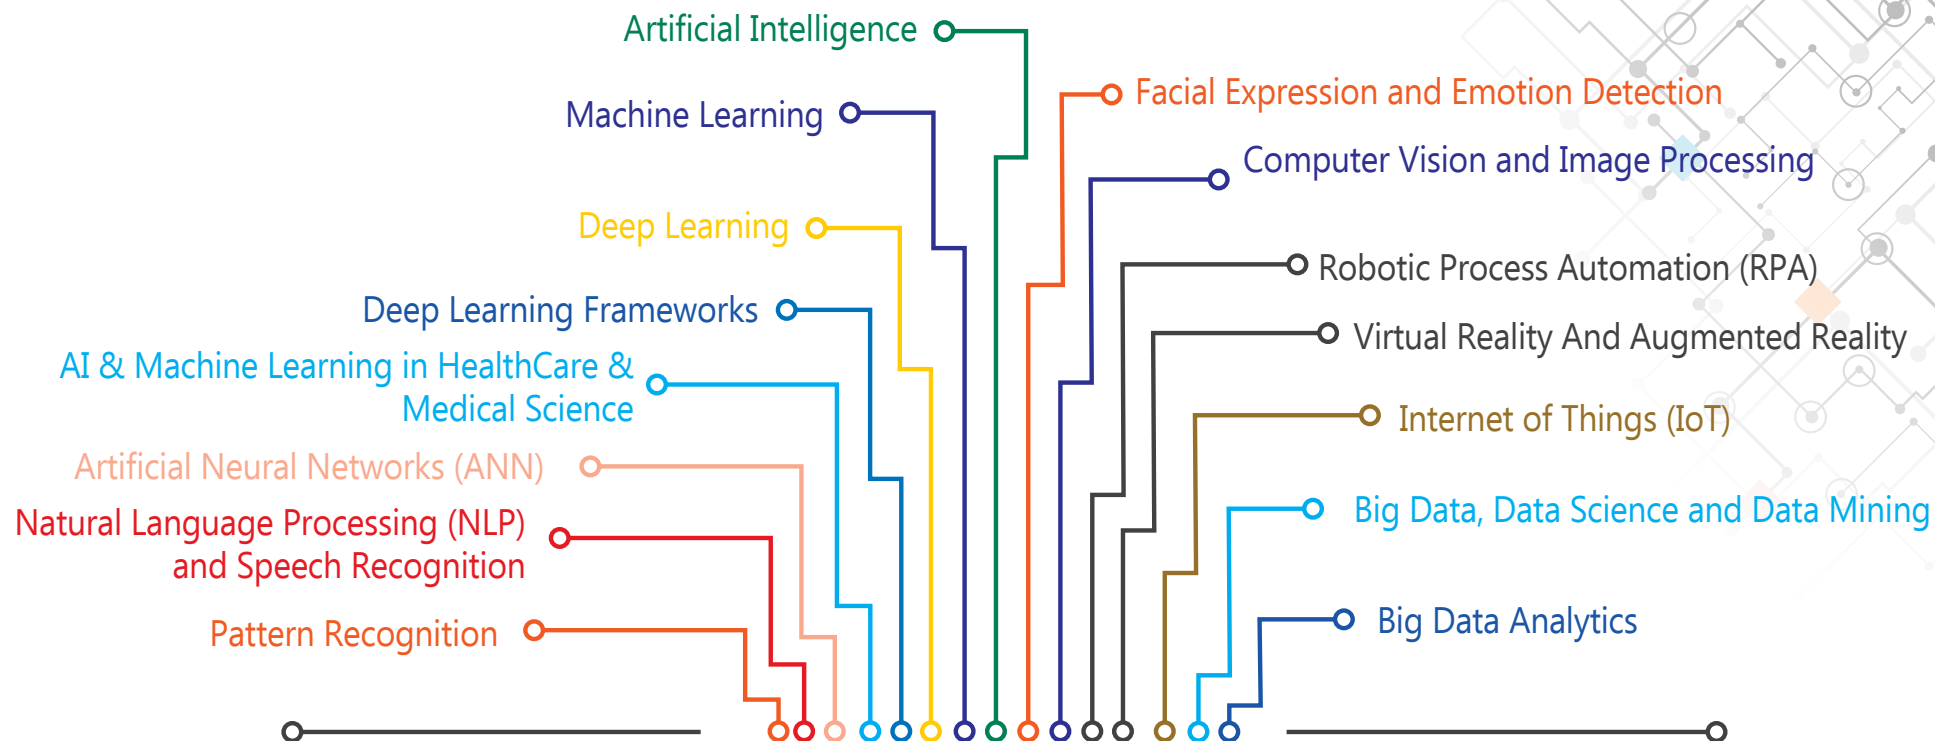 Artificial Intelligence
Machine Learning
Deep Learning
Deep Learning Frameworks
AI & Machine Learning in HealthCare &
Medical Science
Artificial Neural Networks (ANN)
Natural Language Processing (NLP)
and Speech Recognition
Pattern Recognition
Facial Expression and Emotion Detection
Computer Vision and Image Processing
Robotic Process Automation (RPA)
Virtual Reality And Augmented Reality
Internet of Things (IoT)
Big Data, Data Science and Data Mining
Big Data Analytics